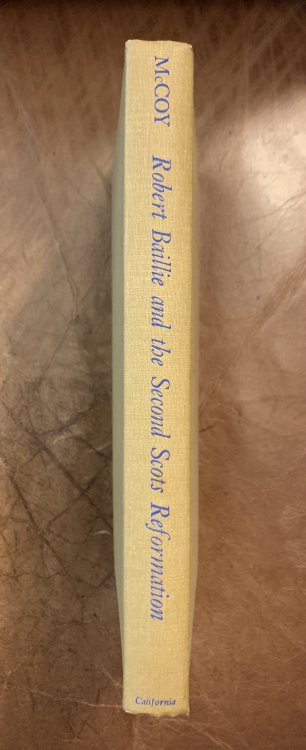 McCOY
Robert Baillie and the Second Scots Reformation
California